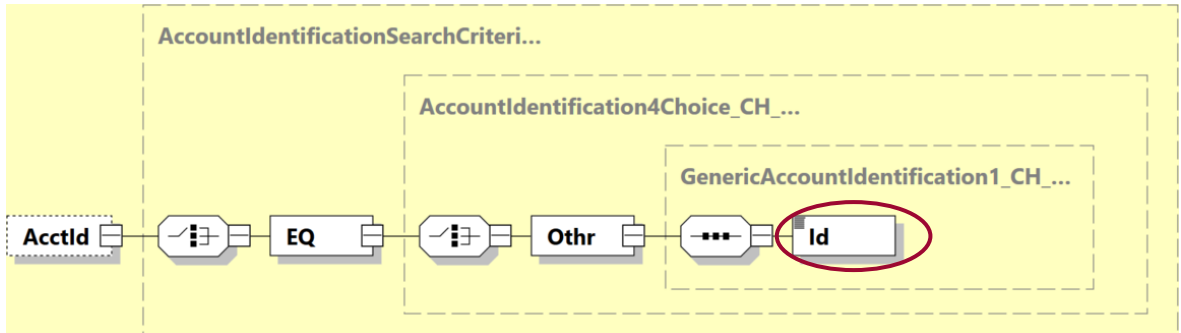 AccountIdentificationSearchCriteri...
AccountIdentification4Choice_CH_...
GenericAccountIdentification1_CH_...
AcctId EQ Othr Id